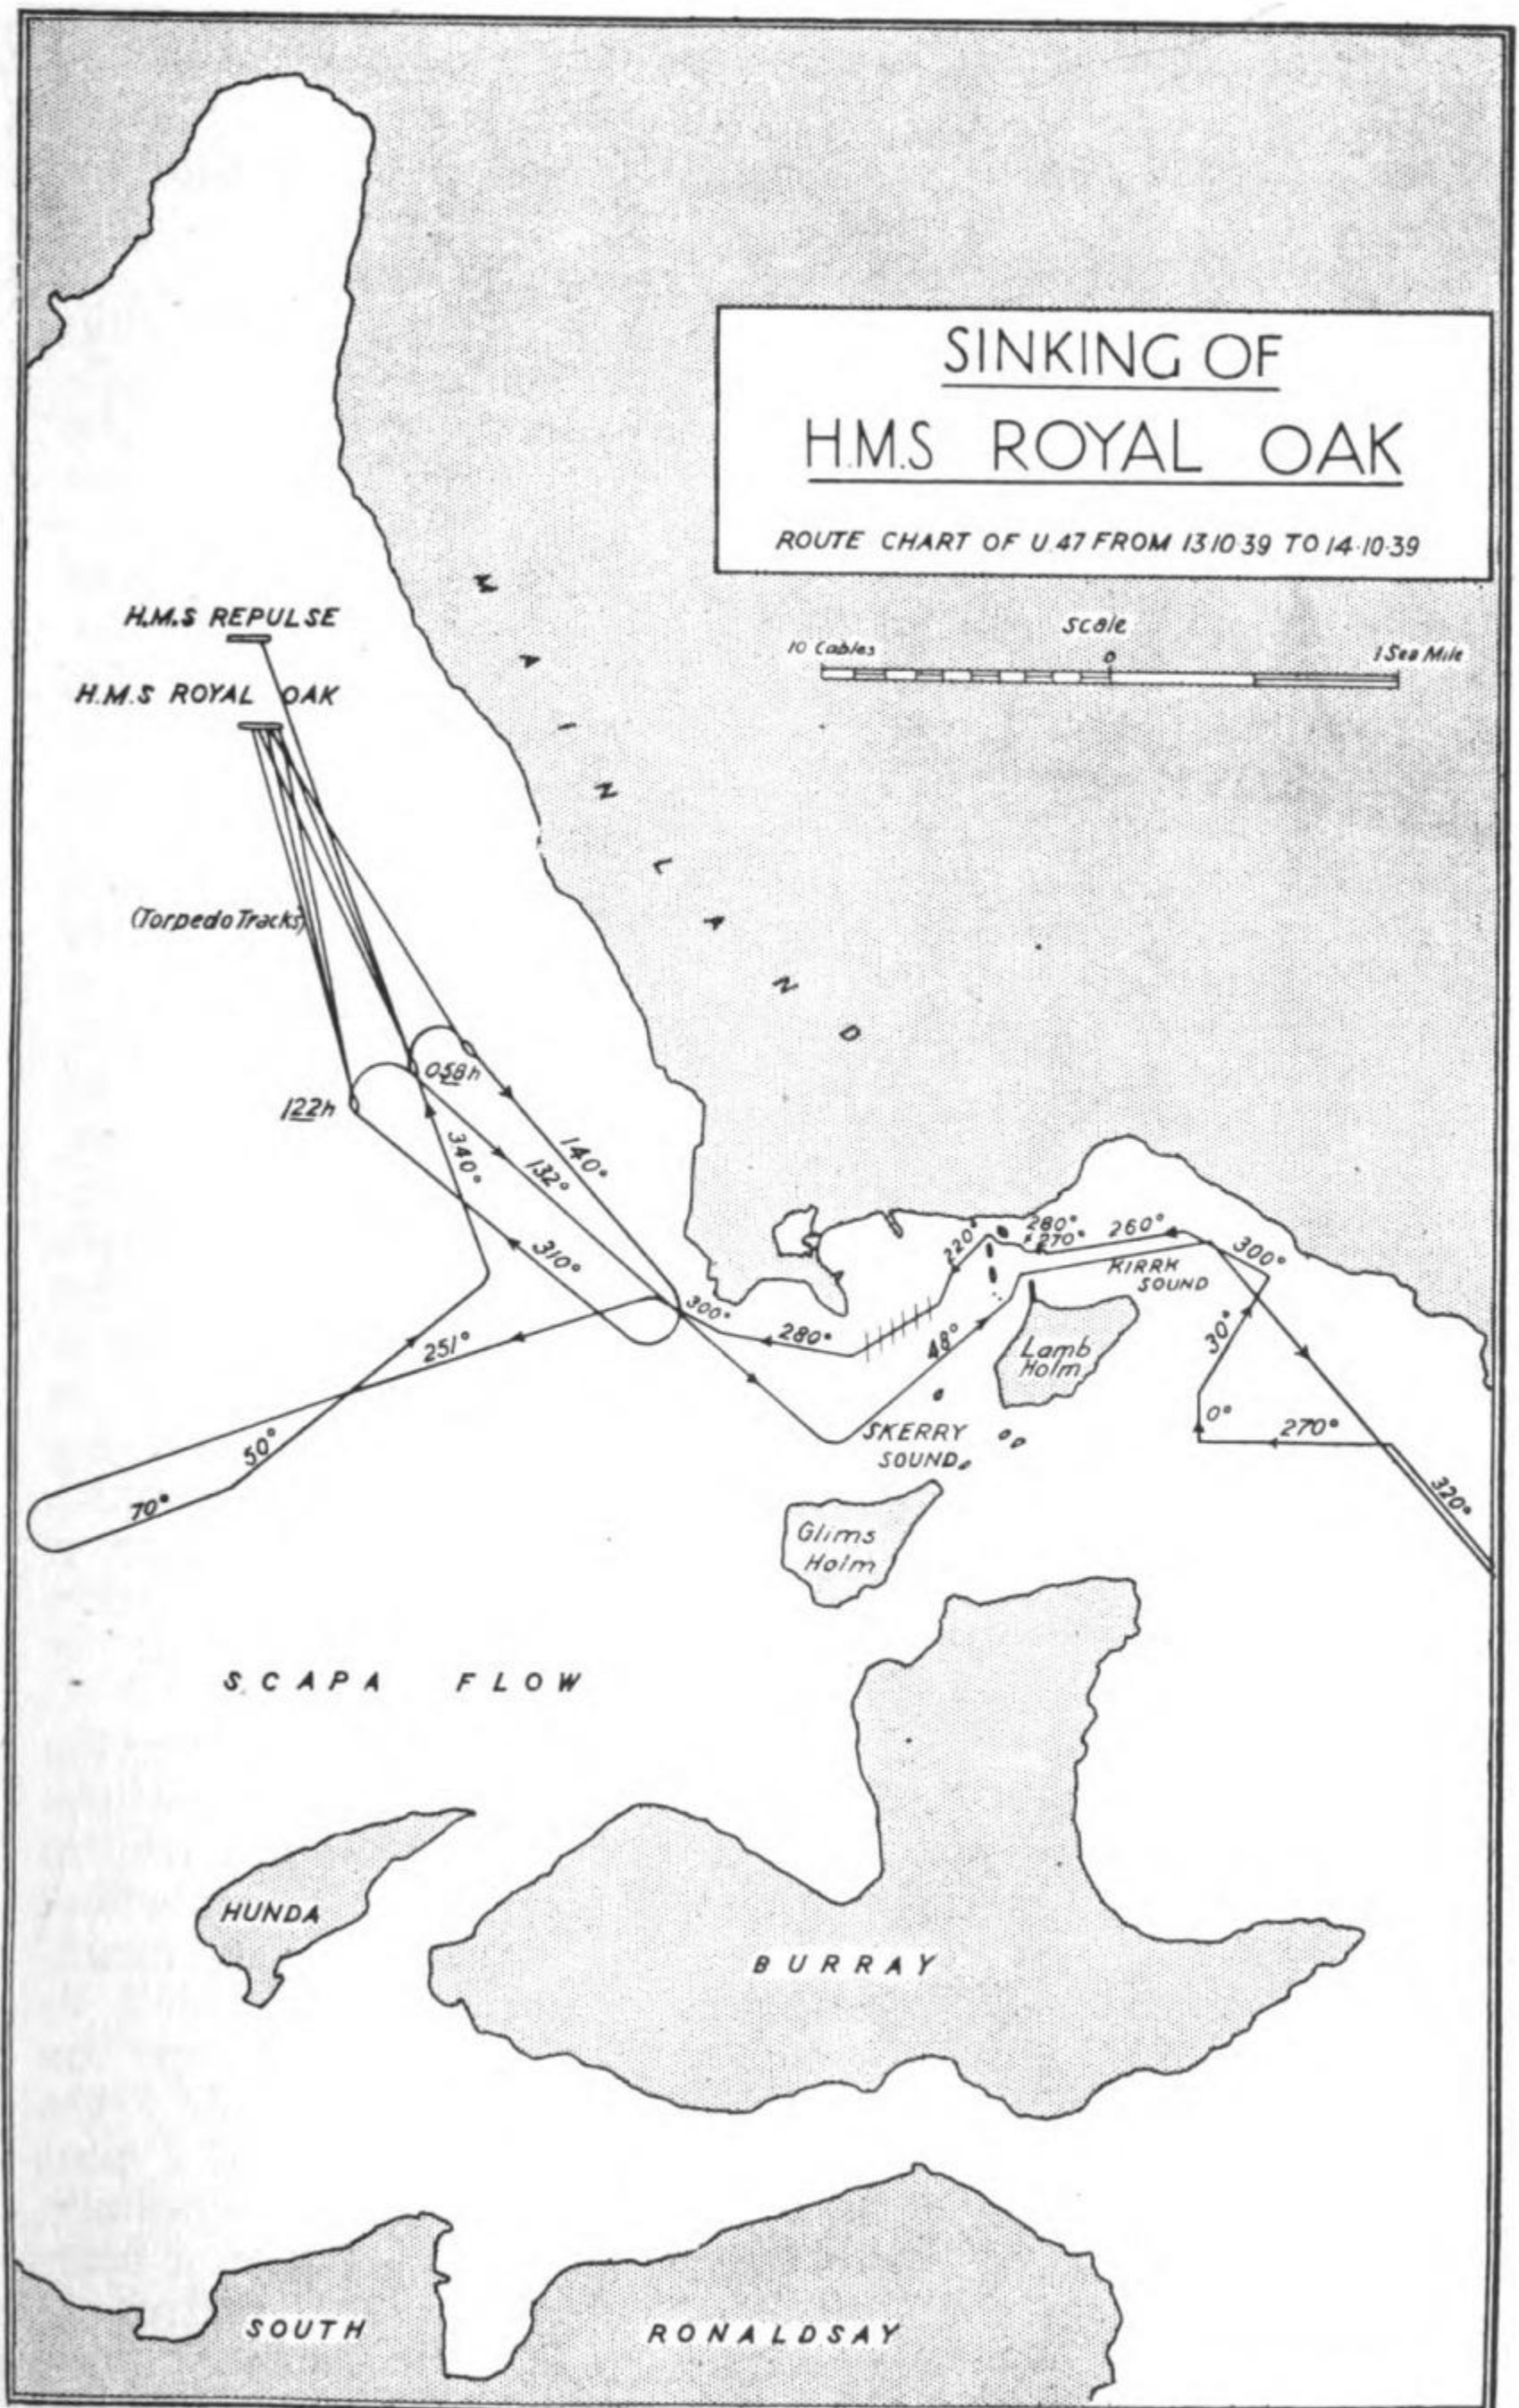 SINKING OF
H.M.S ROYAL OAK
ROUTE CHART OF U.47 FROM 13·10·39 TO 14·10·39
scale
10 Cables
0
1 Sea Mile
H.M.S REPULSE
H.M.S ROYAL OAK
MAINLAND
(Torpedo Tracks)
058h
122h
340°
132°
140°
310°
300°
280°
251°
50°
70°
220°
280°
+270°
260°
300°
KIRRK
SOUND
48°
30°
0°
270°
320°
Lamb
Holm
SKERRY
SOUND
Glims
Holm
SCAPA FLOW
HUNDA
BURRAY
SOUTH RONALDSAY